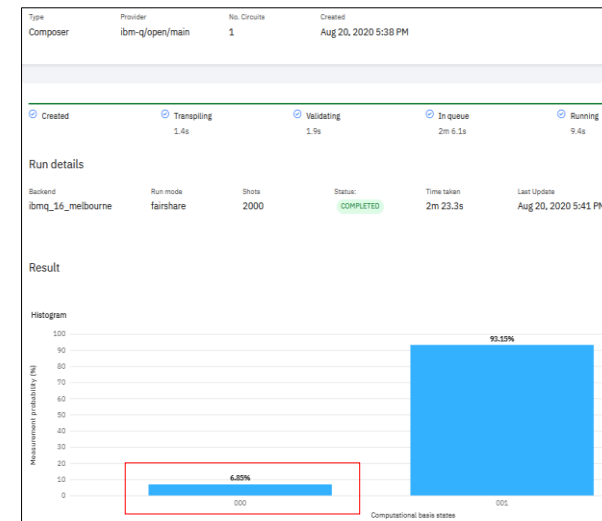 Type Provider No. Circuits Created
Composer ibm-q/open/main 1 Aug 20, 2020 5:38 PM
Created Transpiling Validating In queue Running
1.4s 1.9s 2m 6.1s 9.4s
Run details
Backend Run mode Shots Status: Time taken Last Update
ibmq_16_melbourne fairshare 2000 COMPLETED 2m 23.3s Aug 20, 2020 5:41 PM
Result
Histogram
Measurement probability (%)
100
90
80
70
60
50
40
30
20
10
0
6.85%
93.15%
000 001
Computational basis states